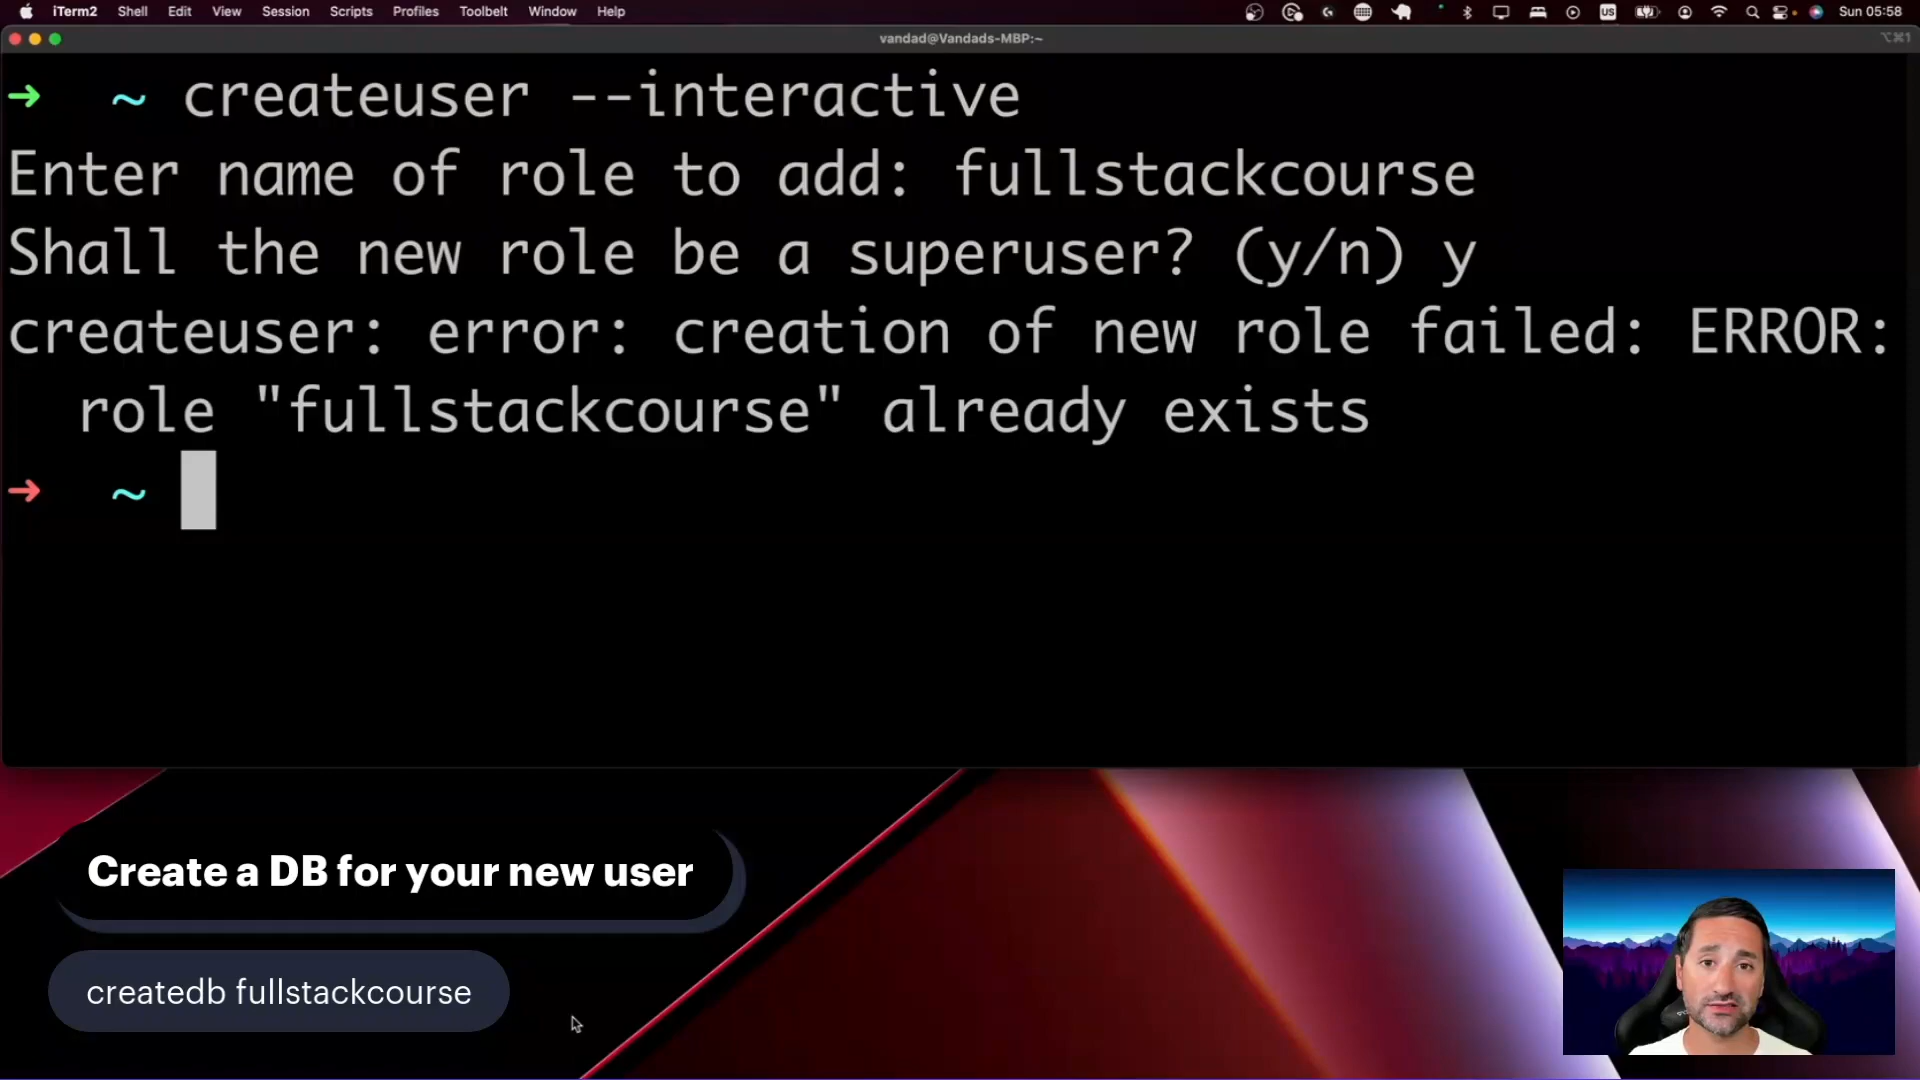 iTerm2 Shell Edit View Session Scripts Profiles Toolbelt Window Help US Sun 05:58
vandad@Vandads-MBP:~ ⌥⌘1
➜ ~ createuser --interactive
Enter name of role to add: fullstackcourse
Shall the new role be a superuser? (y/n) y
createuser: error: creation of new role failed: ERROR:
role "fullstackcourse" already exists
➜ ~
Create a DB for your new user
createdb fullstackcourse